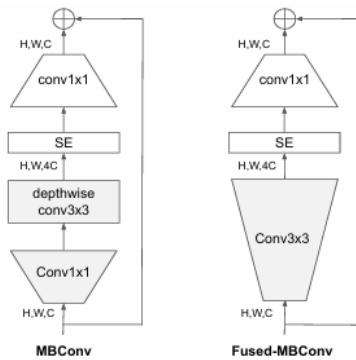 H,W,C
conv1x1
SE
H,W,4C
depthwise
conv3x3
Conv1x1
H,W,C
MBConv
H,W,C
conv1x1
SE
H,W,4C
Conv3x3
H,W,C
Fused-MBConv